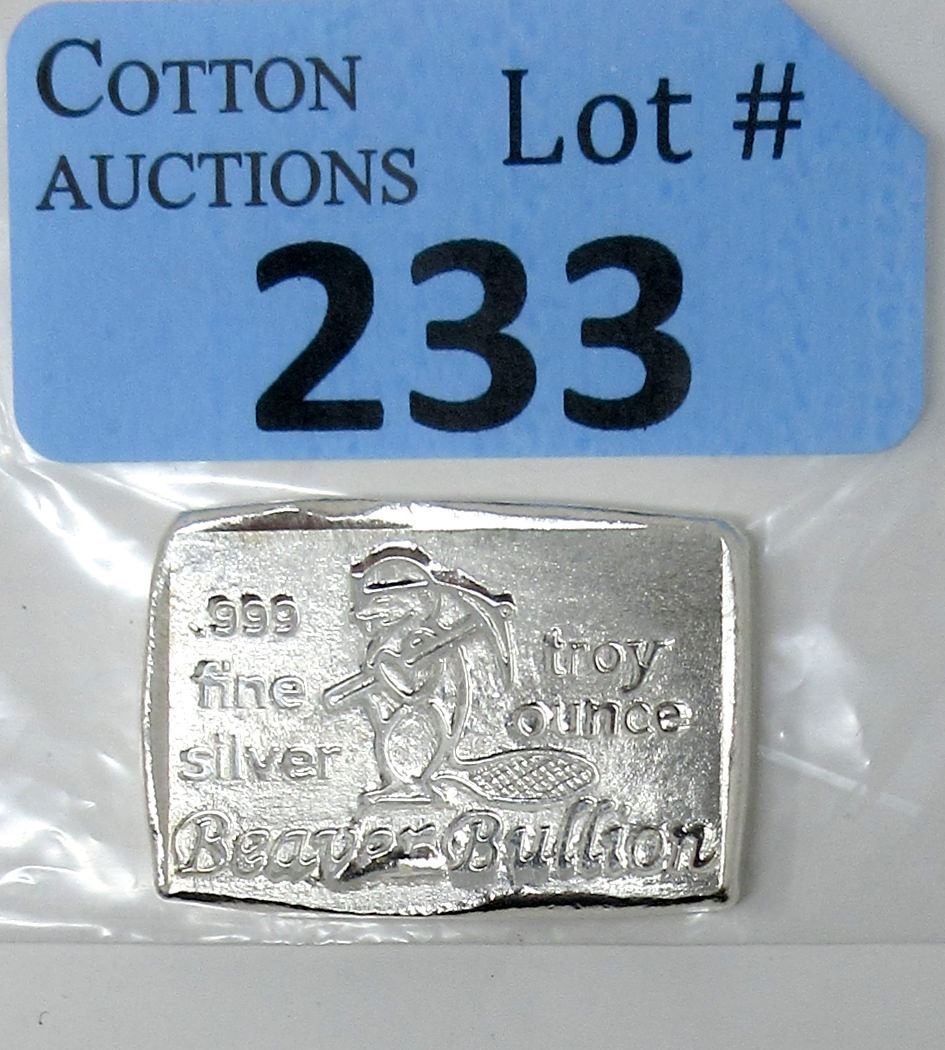 COTTON
AUCTIONS
Lot #
233
.999
fine
silver
troy
ounce
Beaver Bullion